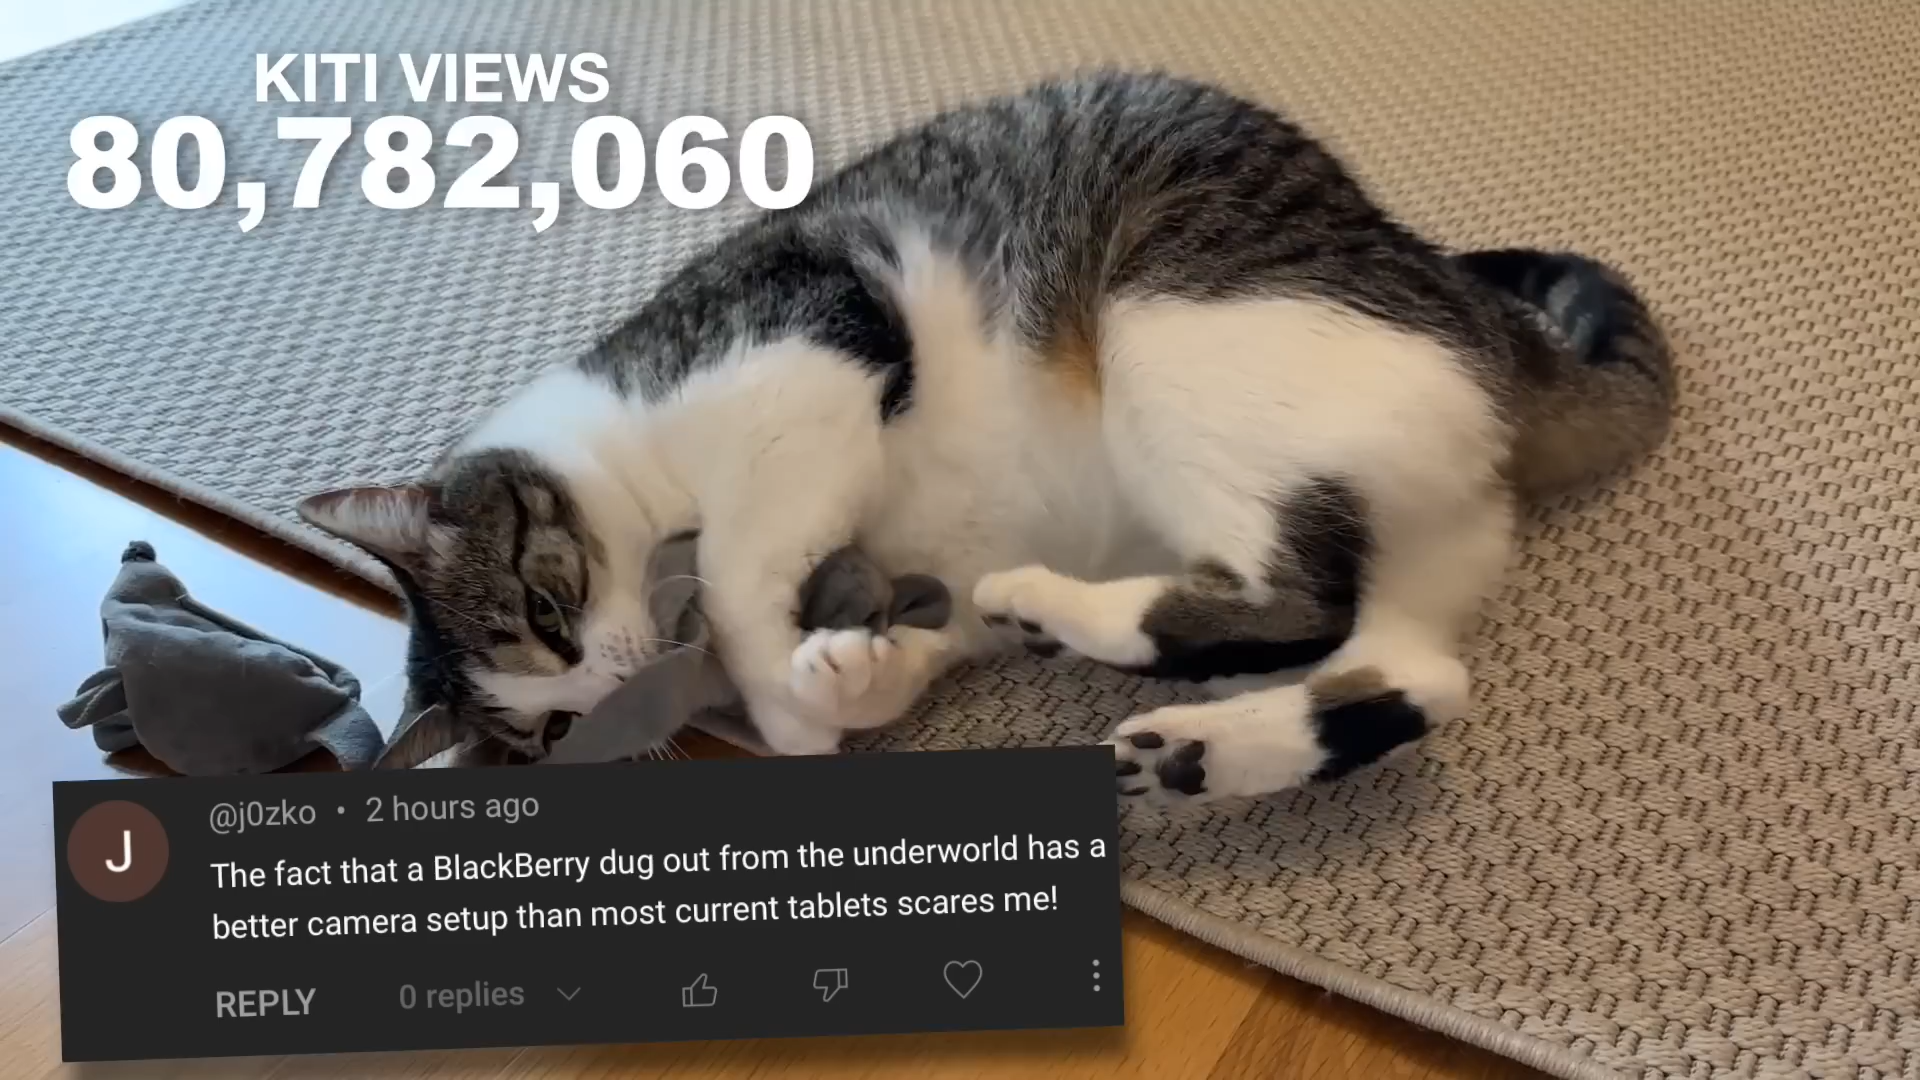 KITI VIEWS
80,782,060
J
@j0zko • 2 hours ago
The fact that a BlackBerry dug out from the underworld has a
better camera setup than most current tablets scares me!
REPLY
0 replies